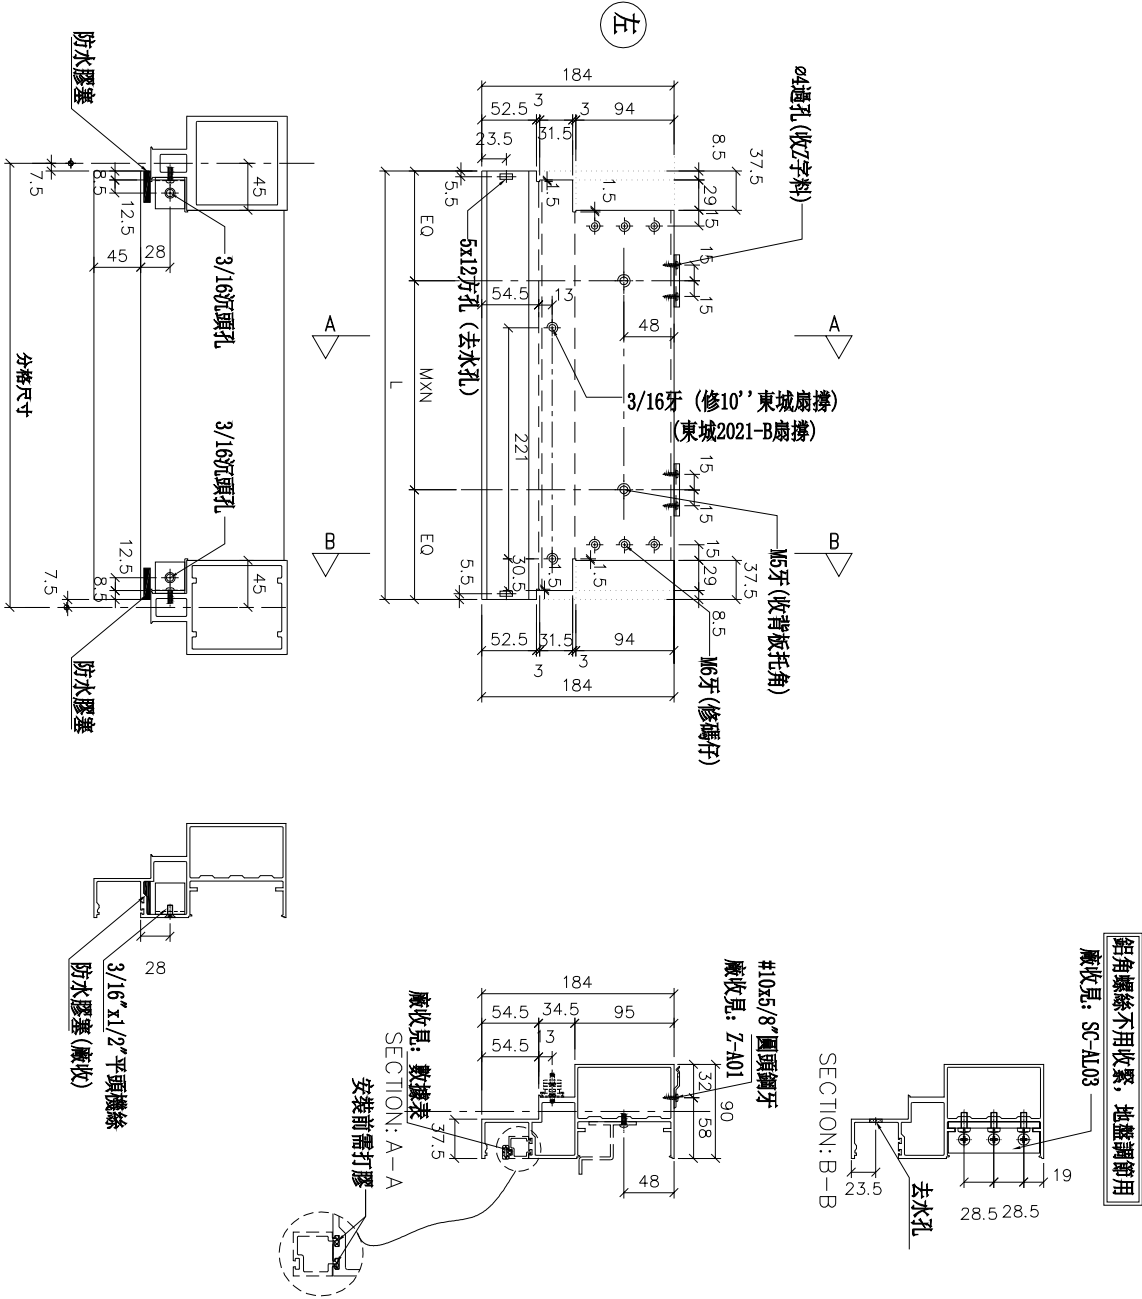 左
184
52.5
3
3
94
31.5
23.5
5.5
1.5
1.5
8.5
37.5
29
15
ø4過孔(收Z字料)
15
15
EQ
54.5
13
48
5x12方孔 (去水孔)
A
A
MXN
L
221
3/16牙 (修10''東城扇撐)
(東城2021-B扇撐)
15
15
B
B
EQ
5.5
30.5
1.5
1.5
15
29
37.5
8.5
M5牙(收背板托角)
M6牙(修碼仔)
52.5
31.5
94
3
3
184
防水膠塞
7.5
8.5
12.5
45
45
28
3/16沉頭孔
分格尺寸
3/16沉頭孔
12.5
8.5
7.5
45
防水膠塞
28
3/16"x1/2"平頭機絲
防水膠塞(廠收)
184
54.5
34.5
95
54.5
13
#10x5/8"圓頭鋼牙
廠收見: Z-A01
32
90
58
37.5
48
廠收見: 數據表
SECTION: A-A
安裝前需打膠
鋁角螺絲不用收緊, 地盤調節用
廠收見: SC-AL03
SECTION: B-B
23.5
28.5
28.5
19
去水孔